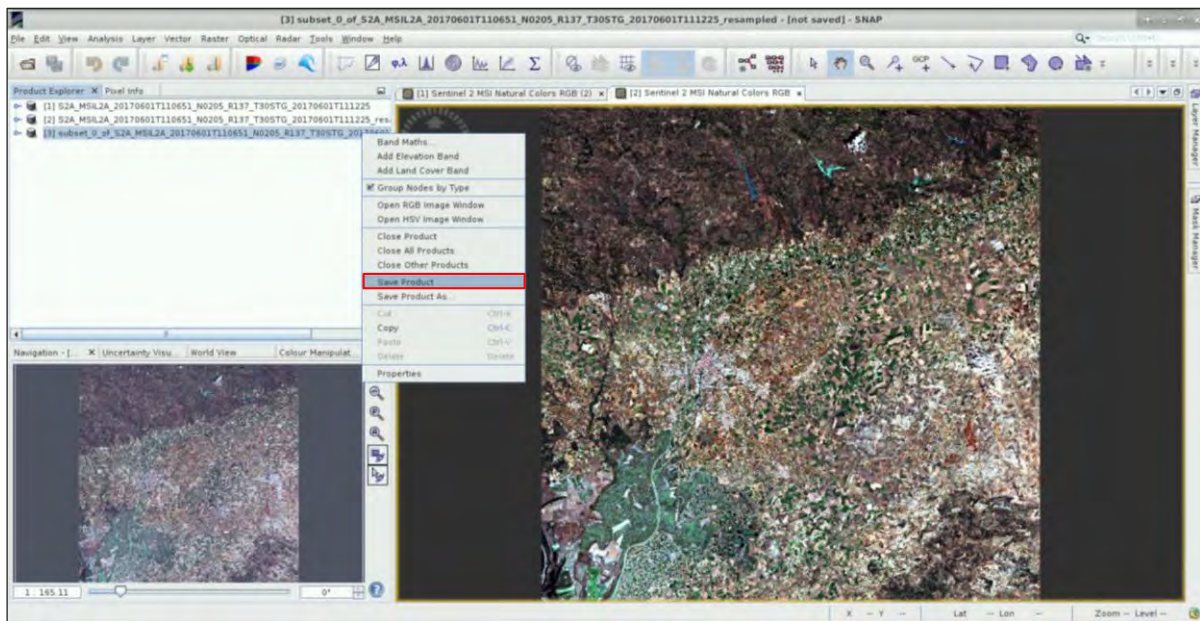 [3] subset_0_of_S2A_MSIL2A_20170601T110651_N0205_R137_T30STG_20170601T111225_resampled - [not saved] - SNAP
File Edit View Analysis Layer Vector Raster Optical Radar Tools Window Help
Product Explorer × Pixel Info
[1] Sentinel 2 MSI Natural Colors RGB (2) × [2] Sentinel 2 MSI Natural Colors RGB ×
[1] S2A_MSIL2A_20170601T110651_N0205_R137_T30STG_20170601T111225
[2] S2A_MSIL2A_20170601T110651_N0205_R137_T30STG_20170601T111225_res
[3] subset_0_of_S2A_MSIL2A_20170601T110651_N0205_R137_T30STG_20170601
Band Maths...
Add Elevation Band
Add Land Cover Band
Group Nodes by Type
Open RGB Image Window
Open HSV Image Window
Close Product
Close All Products
Close Other Products
Save Product
Save Product As...
Cut Ctrl-X
Copy Ctrl-C
Paste Ctrl-V
Delete Delete
Properties
Layer Manager
Mask Manager
Navigation - [... × Uncertainty Visu... World View Colour Manipulat...
1 : 165.11 0°
X -- Y -- Lat -- Lon -- Zoom -- Level --